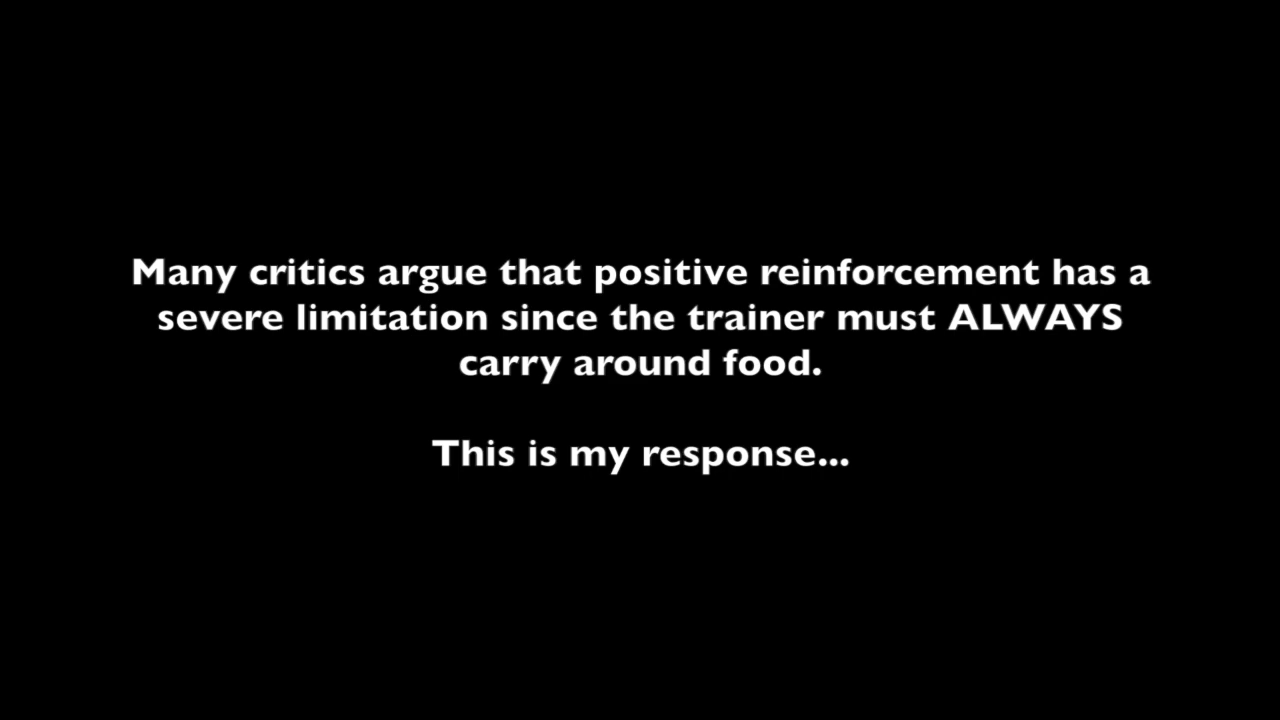 Many critics argue that positive reinforcement has a
severe limitation since the trainer must ALWAYS
carry around food.
This is my response...